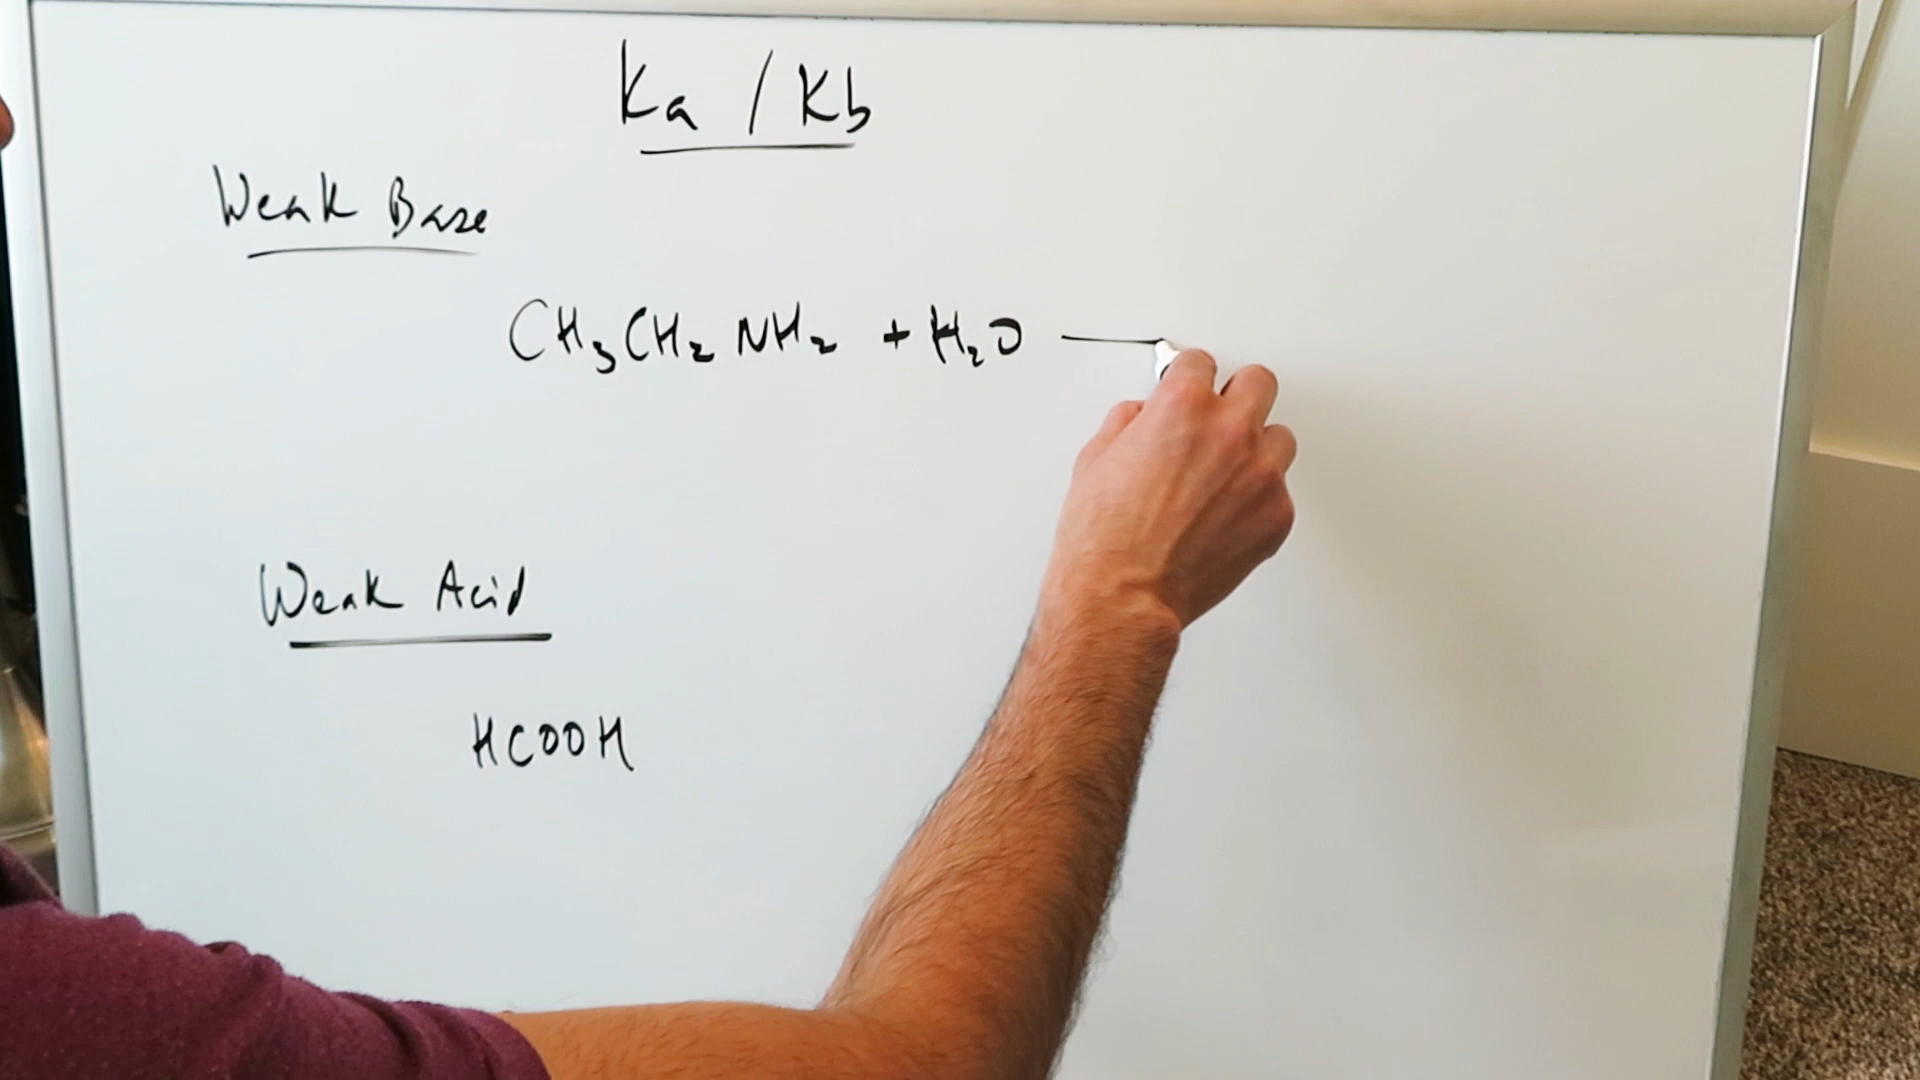 Ka / Kb
Weak Base
CH₃CH₂NH₂ + H₂O
Weak Acid
HCOOH